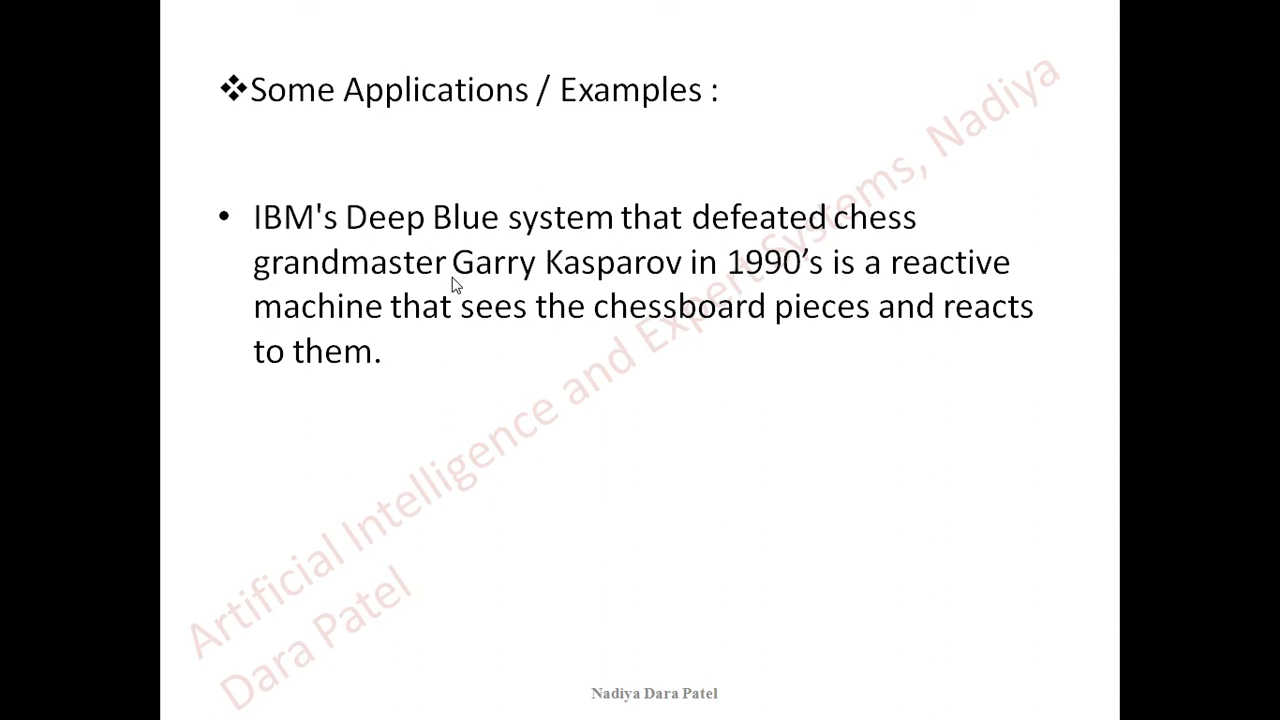 ❖Some Applications / Examples :
• IBM's Deep Blue system that defeated chess
grandmaster Garry Kasparov in 1990’s is a reactive
machine that sees the chessboard pieces and reacts
to them.
Artificial Intelligence and Expert Systems, Nadiya
Dara Patel
Nadiya Dara Patel